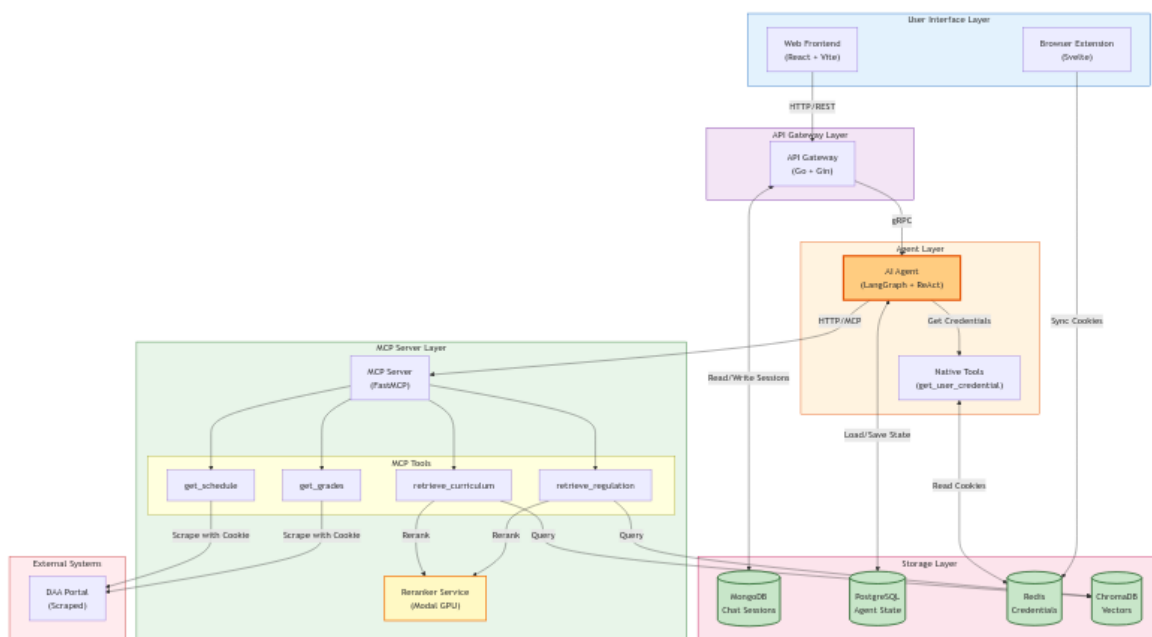 User Interface Layer
Web Frontend
(React + Vite)
Browser Extension
(Svelte)
HTTP/REST
API Gateway Layer
API Gateway
(Go + Gin)
gRPC
Agent Layer
AI Agent
(LangGraph + ReAct)
HTTP/MCP
Get Credentials
Sync Cookies
MCP Server Layer
MCP Server
(FastMCP)
Native Tools
(get_user_credential)
Read/Write Sessions
Load/Save State
MCP Tools
get_schedule
get_grades
retrieve_curriculum
retrieve_regulation
Read Cookies
Scrape with Cookie
Scrape with Cookie
Rerank
Rerank
Query
Query
External Systems
DAA Portal
(Scraped)
Reranker Service
(Modal GPU)
Storage Layer
MongoDB
Chat Sessions
PostgreSQL
Agent State
Redis
Credentials
ChromaDB
Vectors